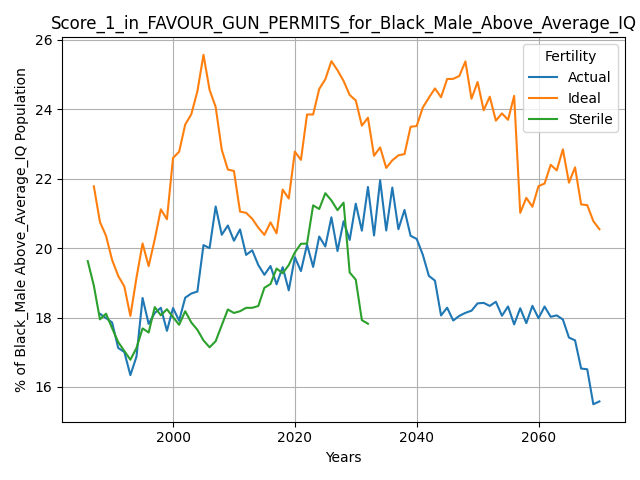 Score_1_in_FAVOUR_GUN_PERMITS_for_Black_Male_Above_Average_IQ
% of Black_Male Above_Average_IQ Population
26
24
22
20
18
16
2000
2020
2040
2060
Years
Fertility
Actual
Ideal
Sterile